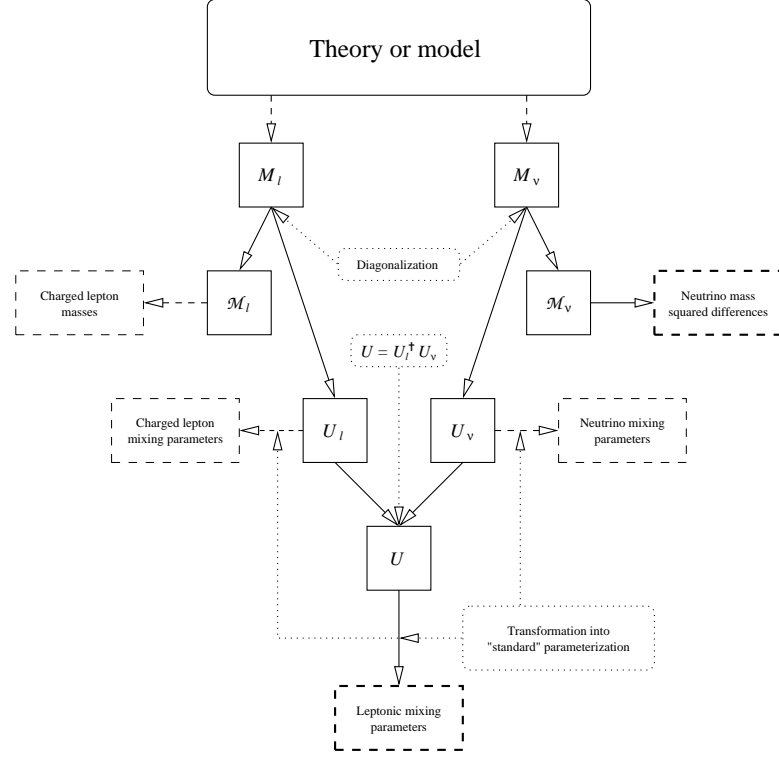 Theory or model
M_l
M_ν
Diagonalization
Charged lepton
masses
ℳ_l
ℳ_ν
Neutrino mass
squared differences
U = U_l^† U_ν
Charged lepton
mixing parameters
U_l
U_ν
Neutrino mixing
parameters
U
Transformation into
"standard" parameterization
Leptonic mixing
parameters